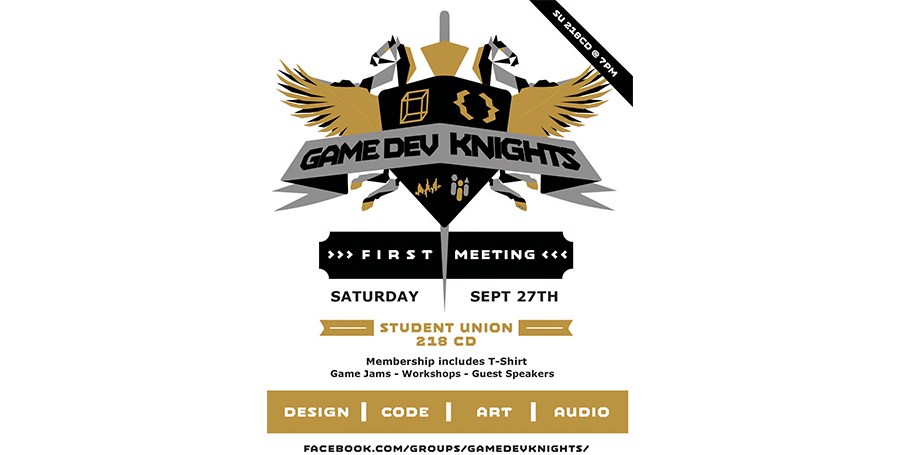 SU 218CD @ 7PM
GAME DEV KNIGHTS
>>> FIRST MEETING <<<
SATURDAY SEPT 27TH
STUDENT UNION
218 CD
Membership includes T-Shirt
Game Jams - Workshops - Guest Speakers
DESIGN | CODE | ART | AUDIO
FACEBOOK.COM/GROUPS/GAMEDEVKNIGHTS/